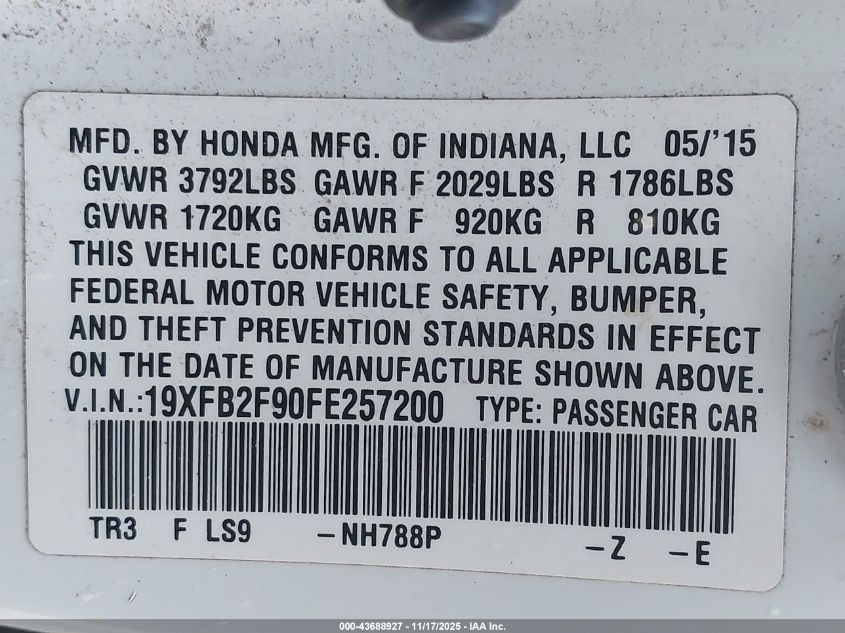 MFD. BY HONDA MFG. OF INDIANA, LLC 05/'15
GVWR 3792LBS GAWR F 2029LBS R 1786LBS
GVWR 1720KG GAWR F 920KG R 810KG
THIS VEHICLE CONFORMS TO ALL APPLICABLE
FEDERAL MOTOR VEHICLE SAFETY, BUMPER,
AND THEFT PREVENTION STANDARDS IN EFFECT
ON THE DATE OF MANUFACTURE SHOWN ABOVE.
V.I.N.:19XFB2F90FE257200 TYPE: PASSENGER CAR
TR3 F LS9 -NH788P -Z -E
000-43688927 - 11/17/2025 - IAA Inc.